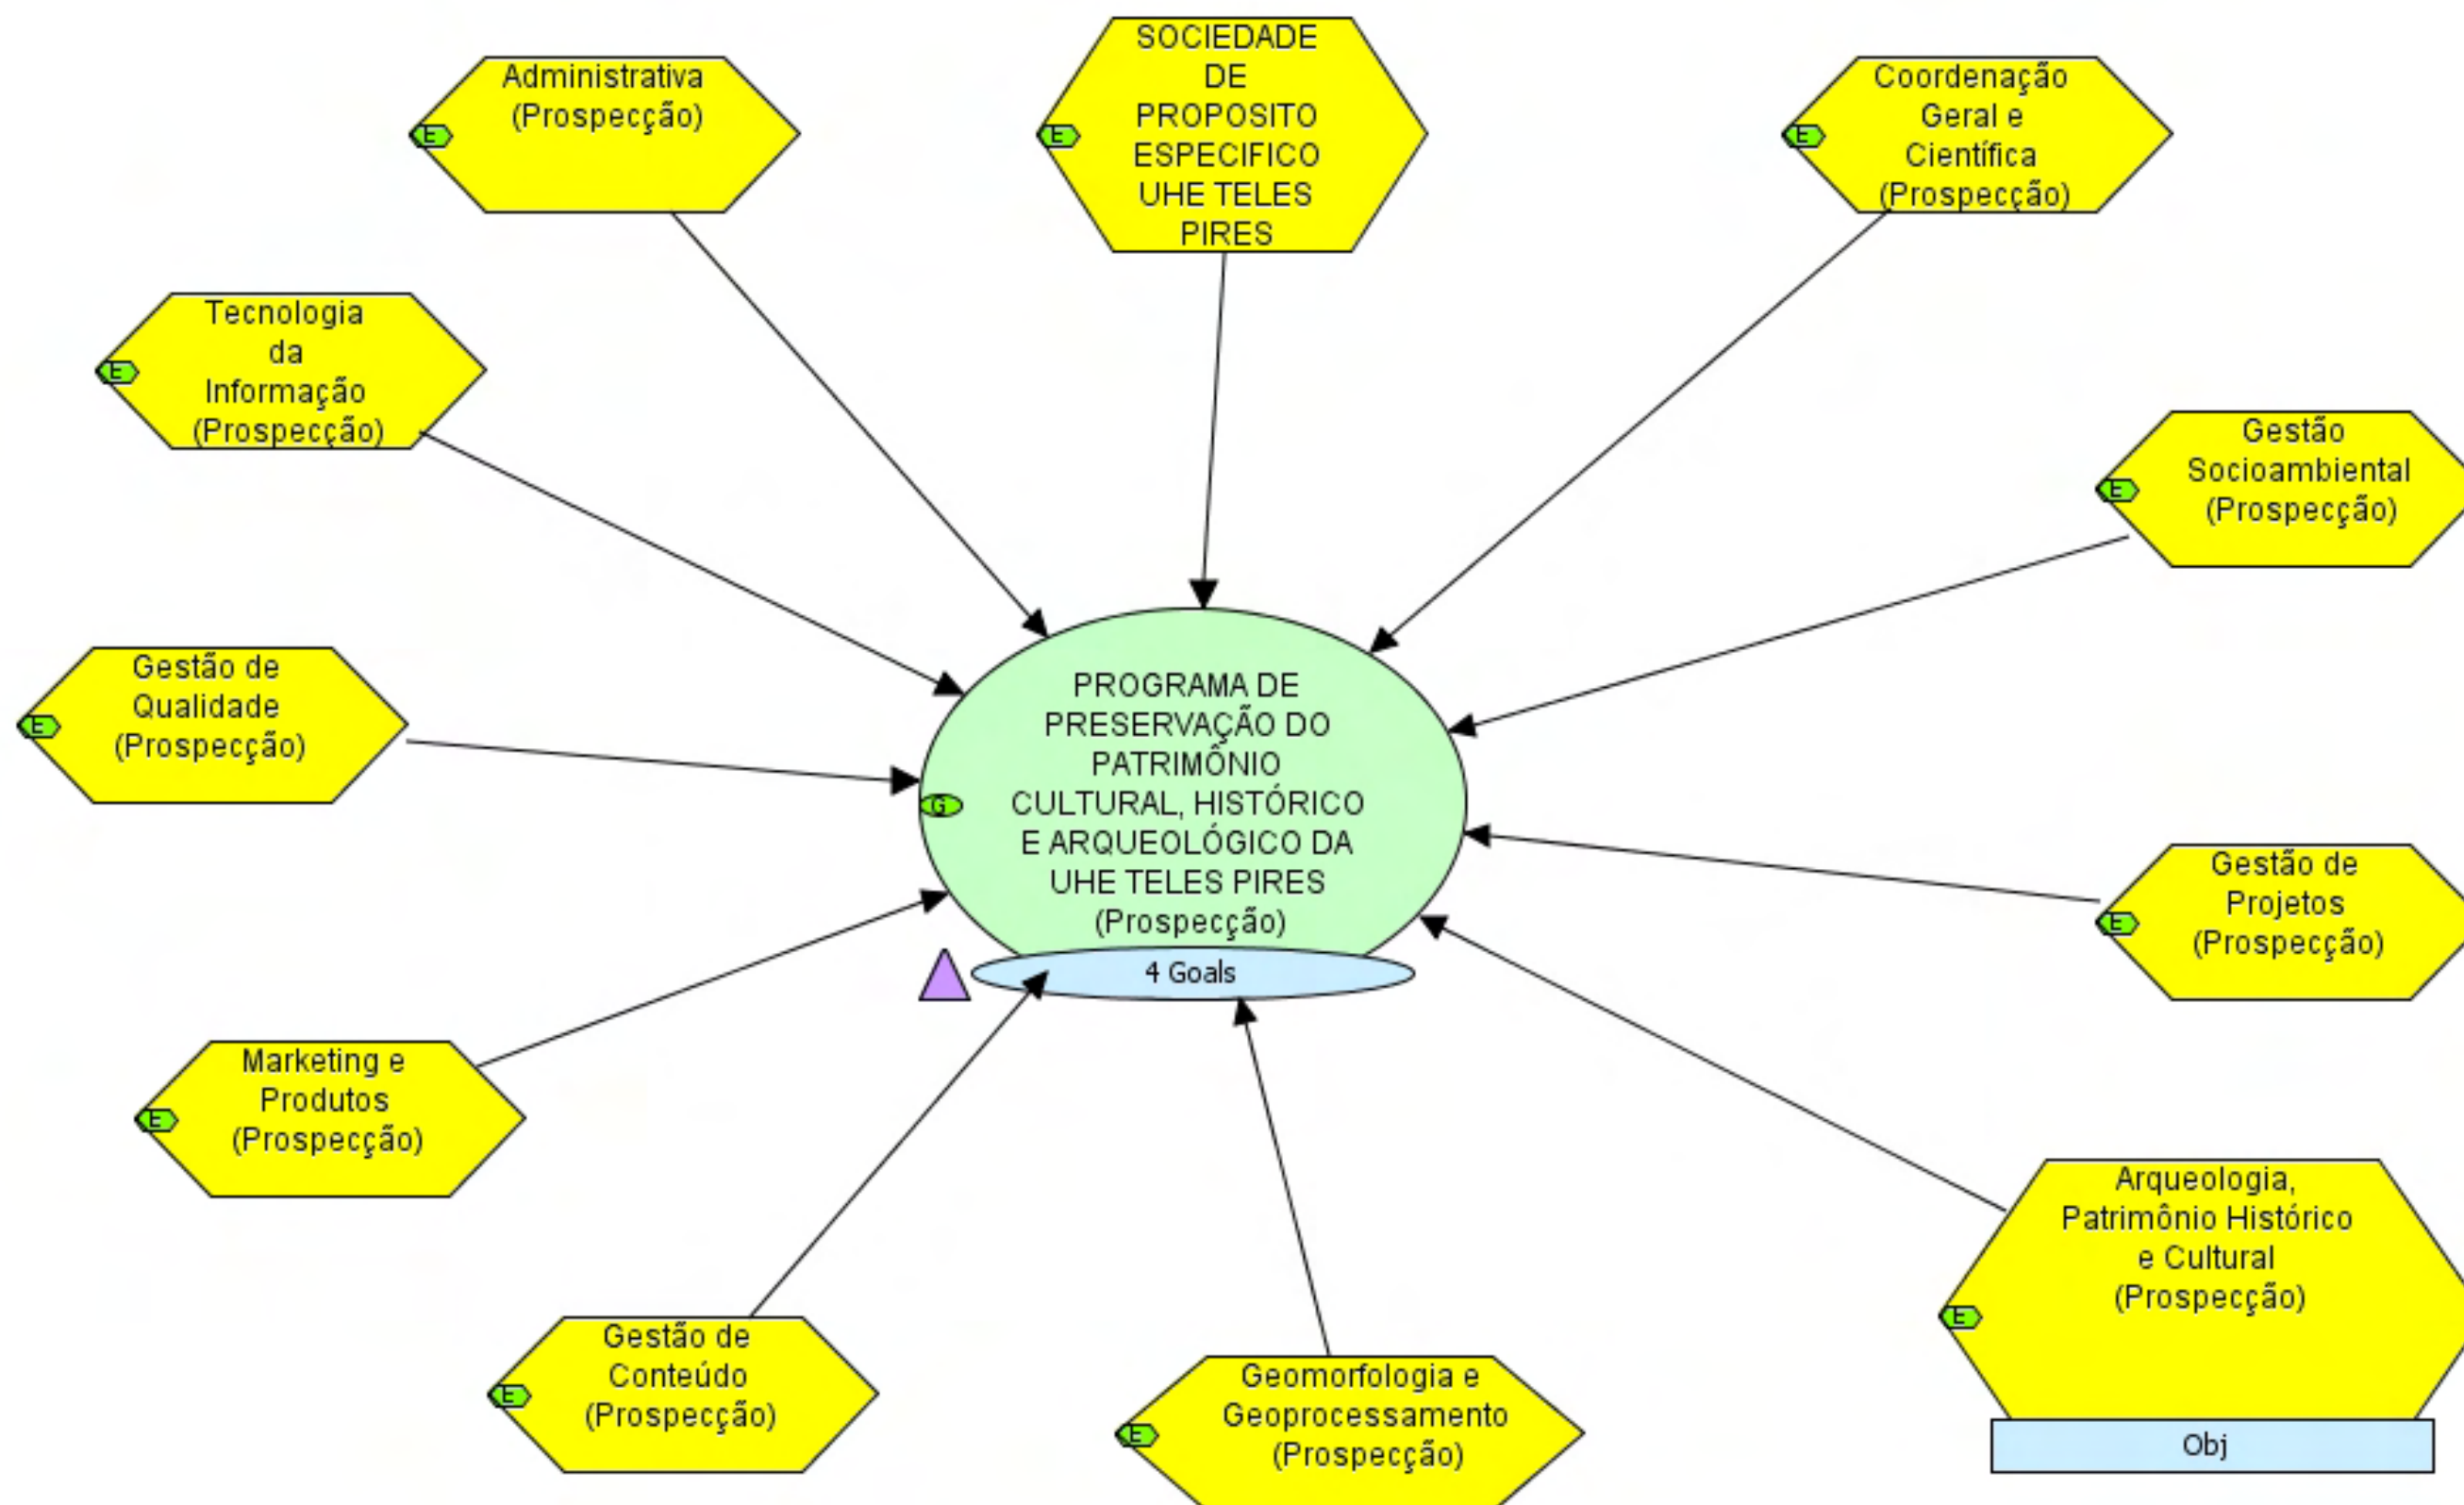 Administrativa
(Prospecção)
E
SOCIEDADE
DE
PROPOSITO
ESPECIFICO
UHE TELES
PIRES
E
Coordenação
Geral e
Científica
(Prospecção)
E
Tecnologia
da
Informação
(Prospecção)
E
Gestão
Socioambiental
(Prospecção)
E
Gestão de
Qualidade
(Prospecção)
E
PROGRAMA DE
PRESERVAÇÃO DO
PATRIMÔNIO
CULTURAL, HISTÓRICO
E ARQUEOLÓGICO DA
UHE TELES PIRES
(Prospecção)
G
4 Goals
Gestão de
Projetos
(Prospecção)
E
Marketing e
Produtos
(Prospecção)
E
Arqueologia,
Patrimônio Histórico
e Cultural
(Prospecção)
E
Obj
Gestão de
Conteúdo
(Prospecção)
E
Geomorfologia e
Geoprocessamento
(Prospecção)
E